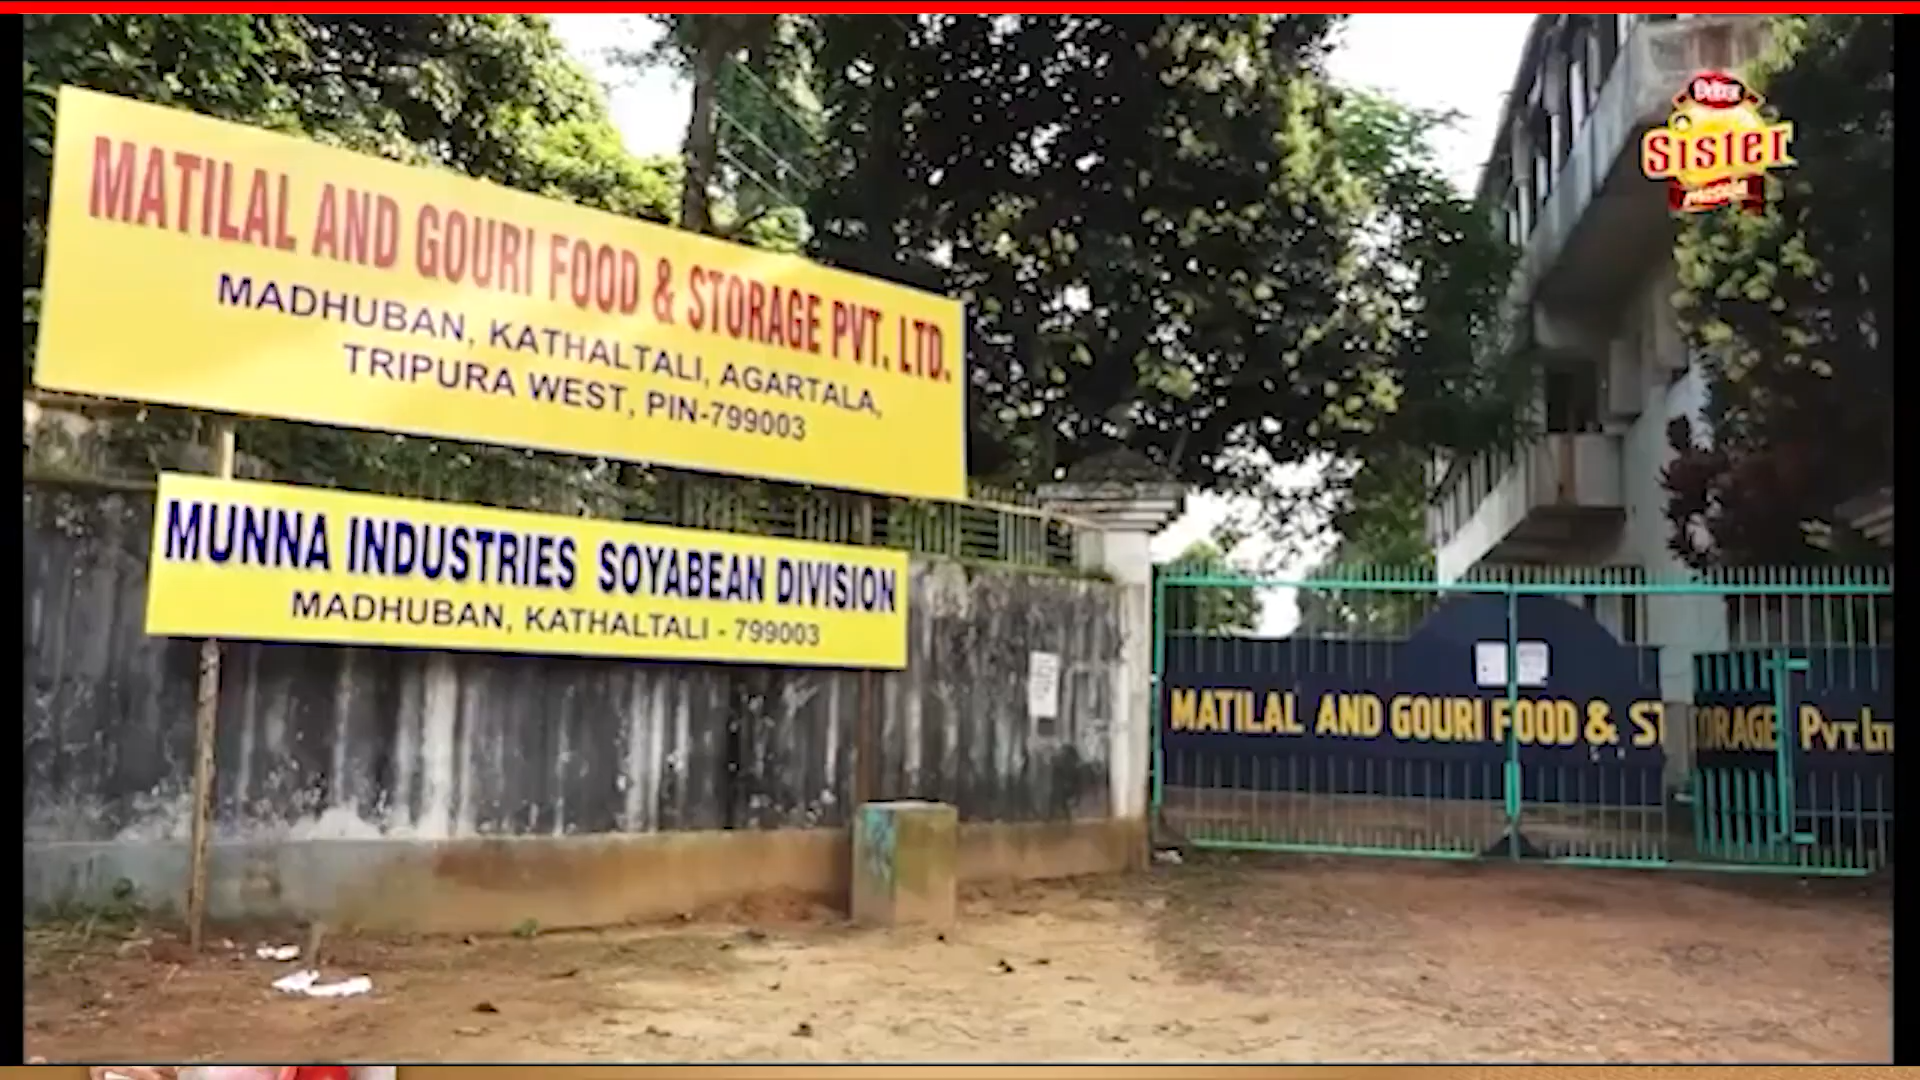 MATILAL AND GOURI FOOD & STORAGE PVT. LTD.
MADHUBAN, KATHALTALI, AGARTALA,
TRIPURA WEST, PIN-799003
MUNNA INDUSTRIES SOYABEAN DIVISION
MADHUBAN, KATHALTALI - 799003
MATILAL AND GOURI FOOD & ST
ORAGE PVT. LT
Sister